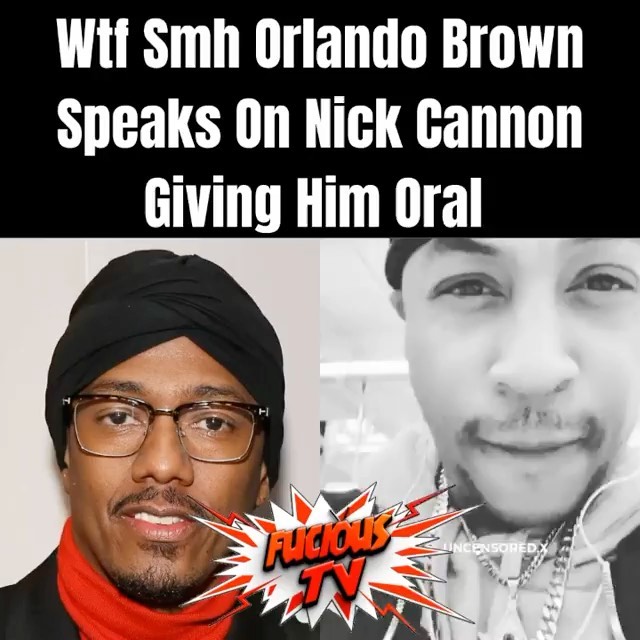 Wtf Smh Orlando Brown
Speaks On Nick Cannon
Giving Him Oral
FUCIOUS
.TV
UNCENSORED.X